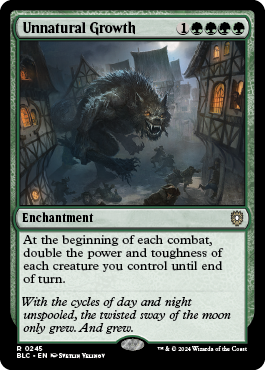 Unnatural Growth 1
Enchantment
At the beginning of each combat,
double the power and toughness of
each creature you control until end
of turn.
With the cycles of day and night
unspooled, the twisted sway of the moon
only grew. And grew.
R 0245
BLC • EN Svetlin Velinov
™ & © 2024 Wizards of the Coast